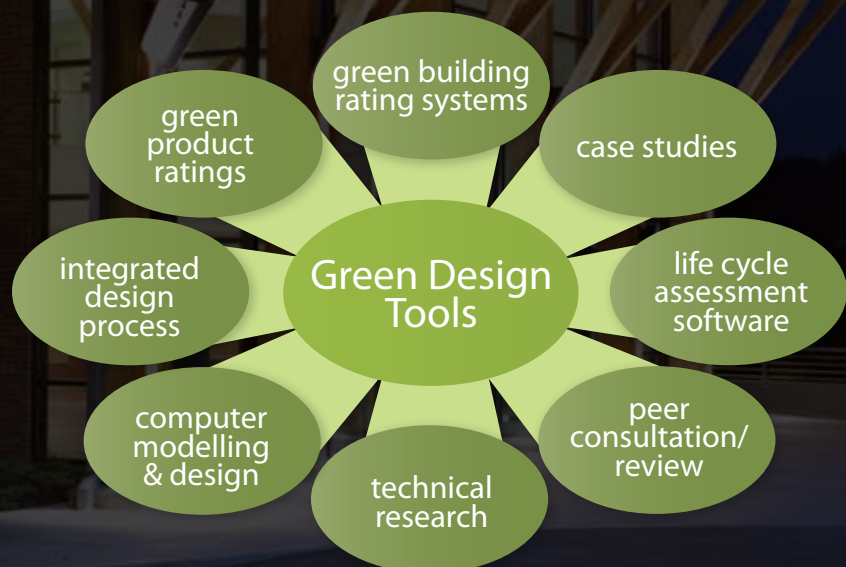 green building
rating systems
green
product
ratings
case studies
integrated
design
process
Green Design
Tools
life cycle
assessment
software
computer
modelling
& design
peer
consultation/
review
technical
research